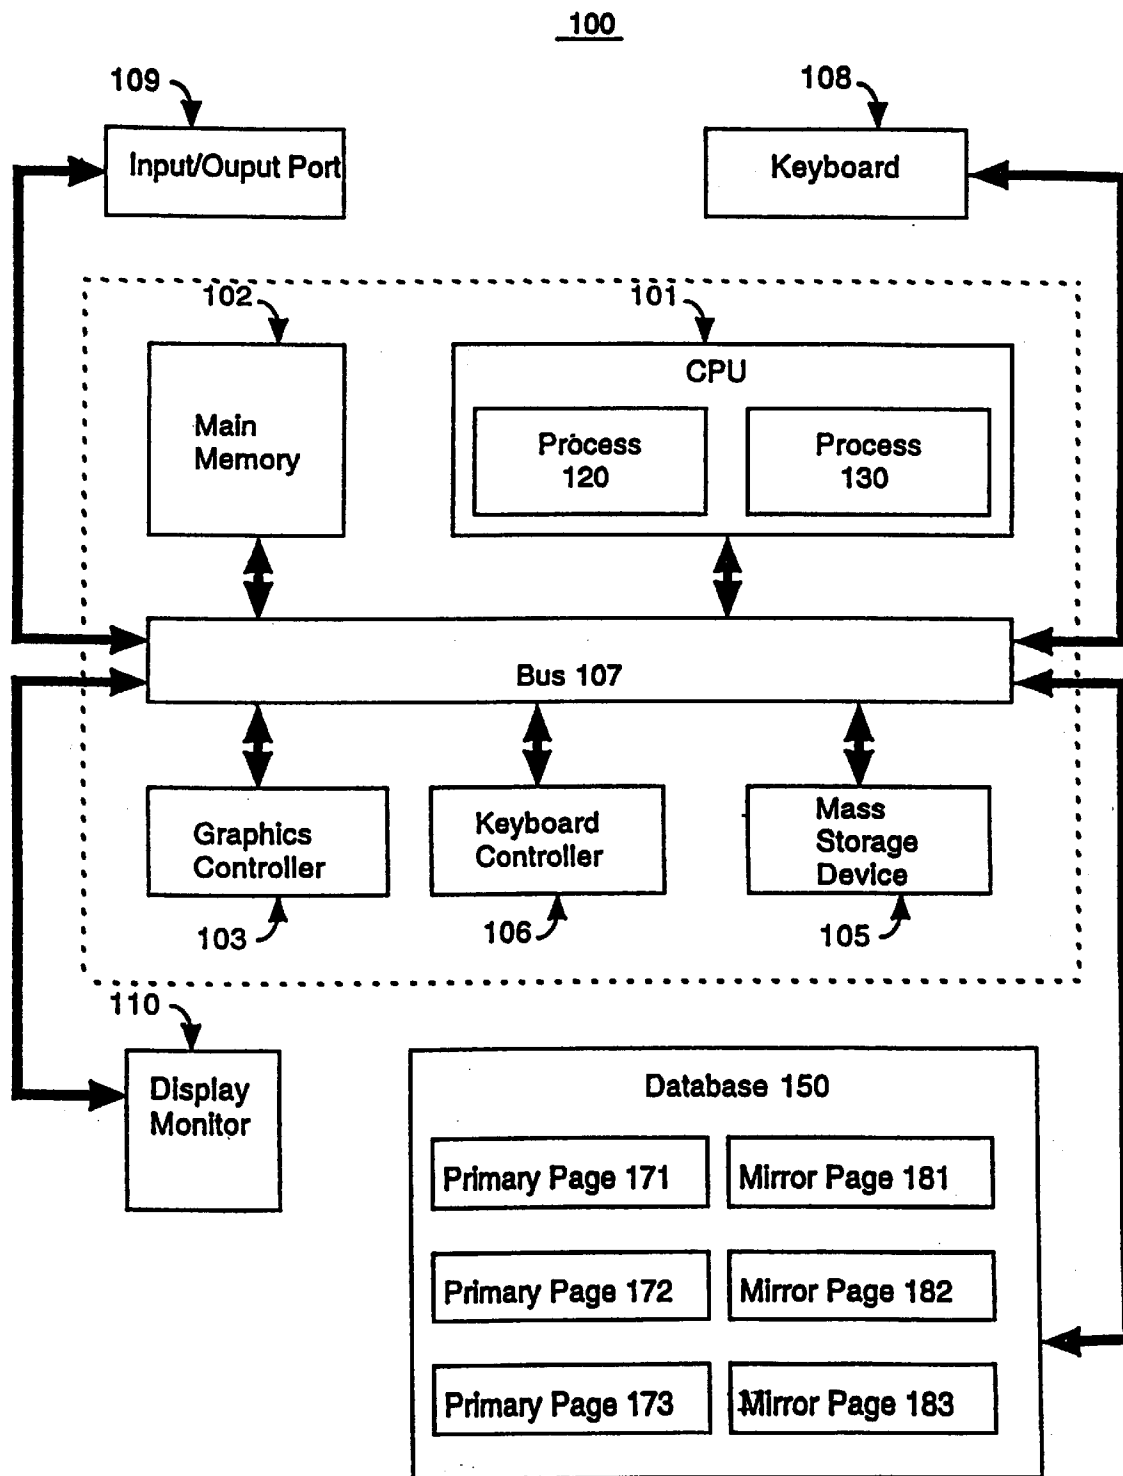 100
109
108
Input/Ouput Port
Keyboard
102
101
CPU
Main
Memory
Process
120
Process
130
Bus 107
Graphics
Controller
Keyboard
Controller
Mass
Storage
Device
103
106
105
110
Display
Monitor
Database 150
Primary Page 171
Mirror Page 181
Primary Page 172
Mirror Page 182
Primary Page 173
Mirror Page 183